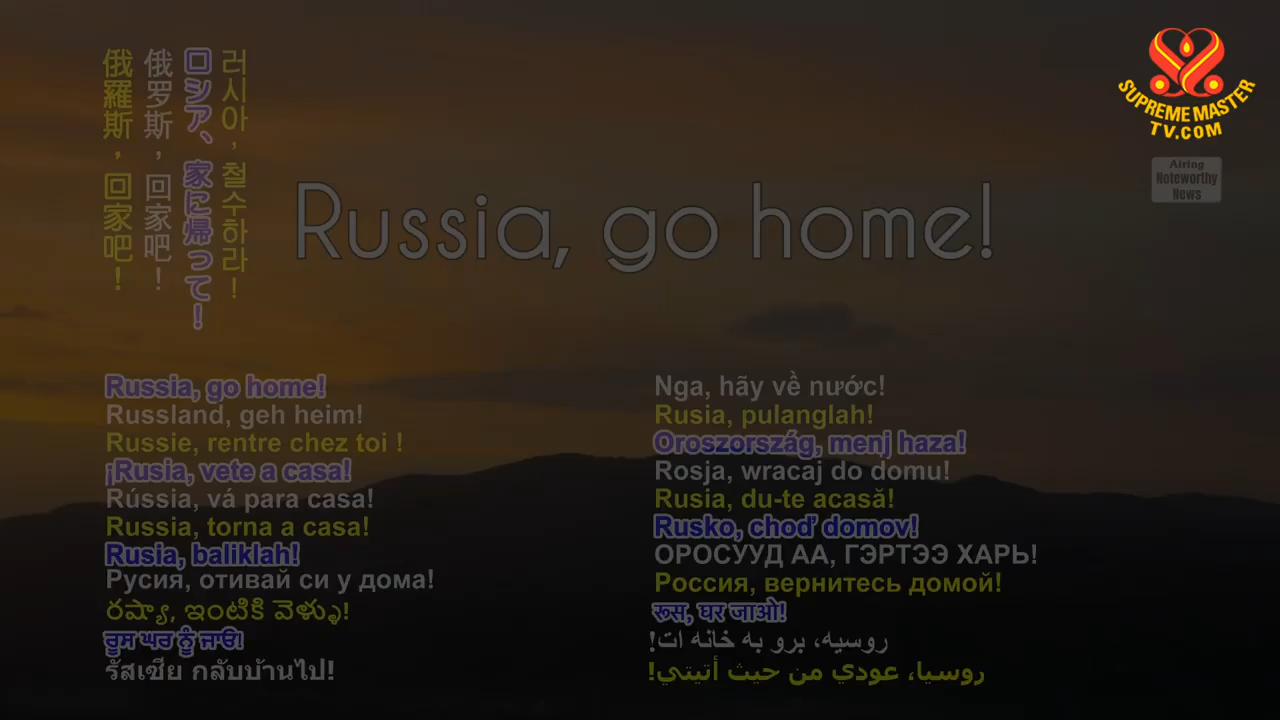 SUPREME MASTER
TV.COM
Airing
Noteworthy
News
俄羅斯，回家吧！
俄罗斯，回家吧！
ロシア、家に帰って！
러시아, 철수하라!
Russia, go home!
Russia, go home!
Russland, geh heim!
Russie, rentre chez toi !
¡Rusia, vete a casa!
Rússia, vá para casa!
Russia, torna a casa!
Rusia, baliklah!
Русия, отивай си у дома!
రష్యా, ఇంటికి వెళ్ళు!
ਰੂਸ ਘਰ ਨੂੰ ਜਾਓ!
รัสเซีย กลับบ้านไป!
Nga, hãy về nước!
Rusia, pulanglah!
Oroszország, menj haza!
Rosja, wracaj do domu!
Rusia, du-te acasă!
Rusko, choď domov!
ОРОСУУД АА, ГЭРТЭЭ ХАРЬ!
Россия, вернитесь домой!
रूस, घर जाओ!
روسیه، برو به خانه ات!
روسيا، عودي من حيث أتيتي!